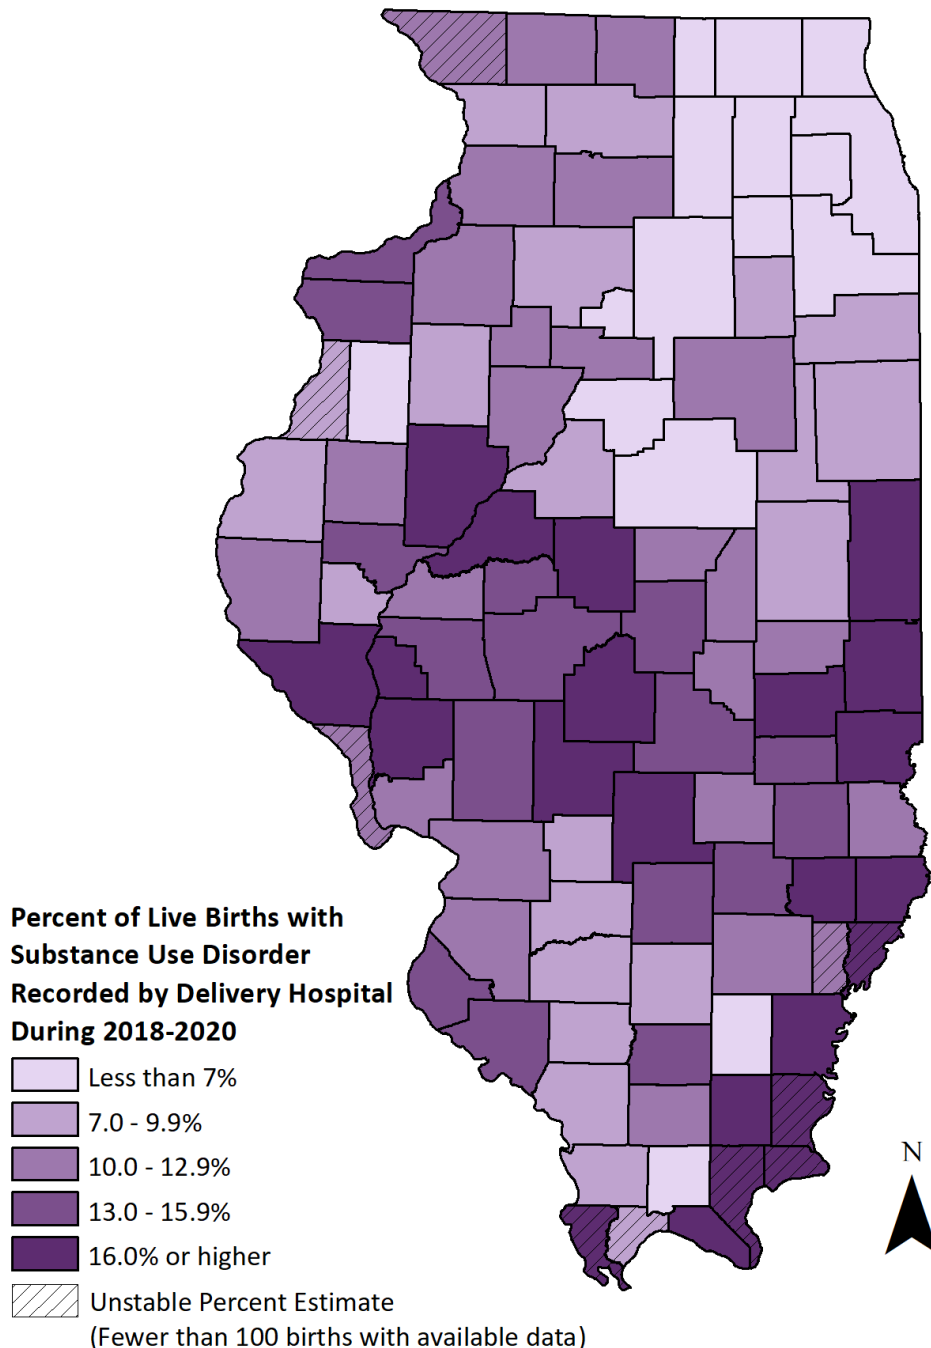 Percent of Live Births with
Substance Use Disorder
Recorded by Delivery Hospital
During 2018-2020
Less than 7%
7.0 - 9.9%
10.0 - 12.9%
13.0 - 15.9%
16.0% or higher
Unstable Percent Estimate
(Fewer than 100 births with available data)
N